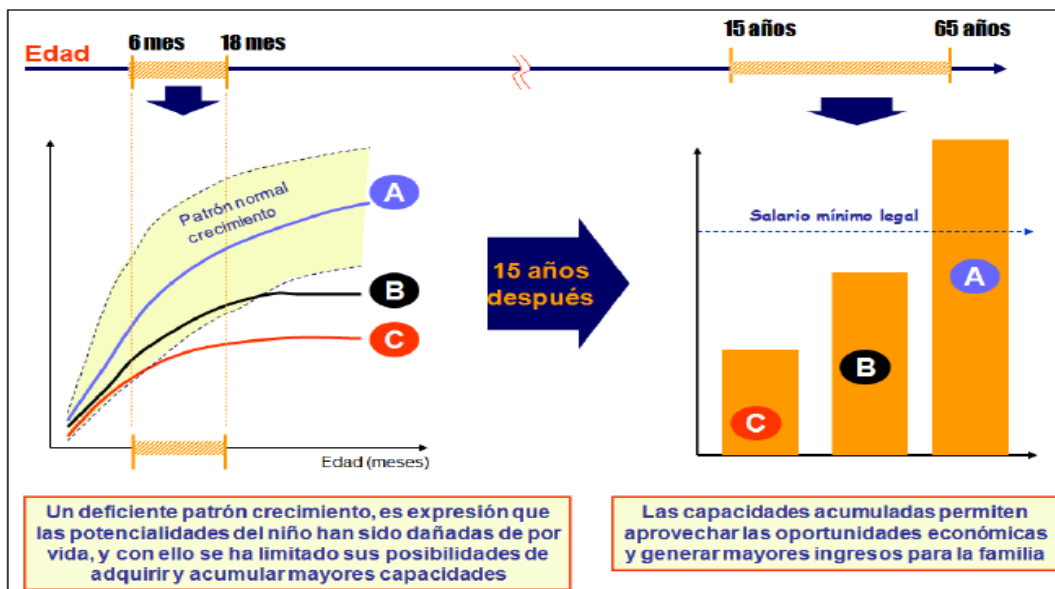 6 mes
18 mes
15 años
65 años
Edad
Patrón normal
crecimiento
A
B
C
Edad (meses)
15 años
después
Salario mínimo legal
A
B
C
Un deficiente patrón crecimiento, es expresión que
las potencialidades del niño han sido dañadas de por
vida, y con ello se ha limitado sus posibilidades de
adquirir y acumular mayores capacidades
Las capacidades acumuladas permiten
aprovechar las oportunidades económicas
y generar mayores ingresos para la familia